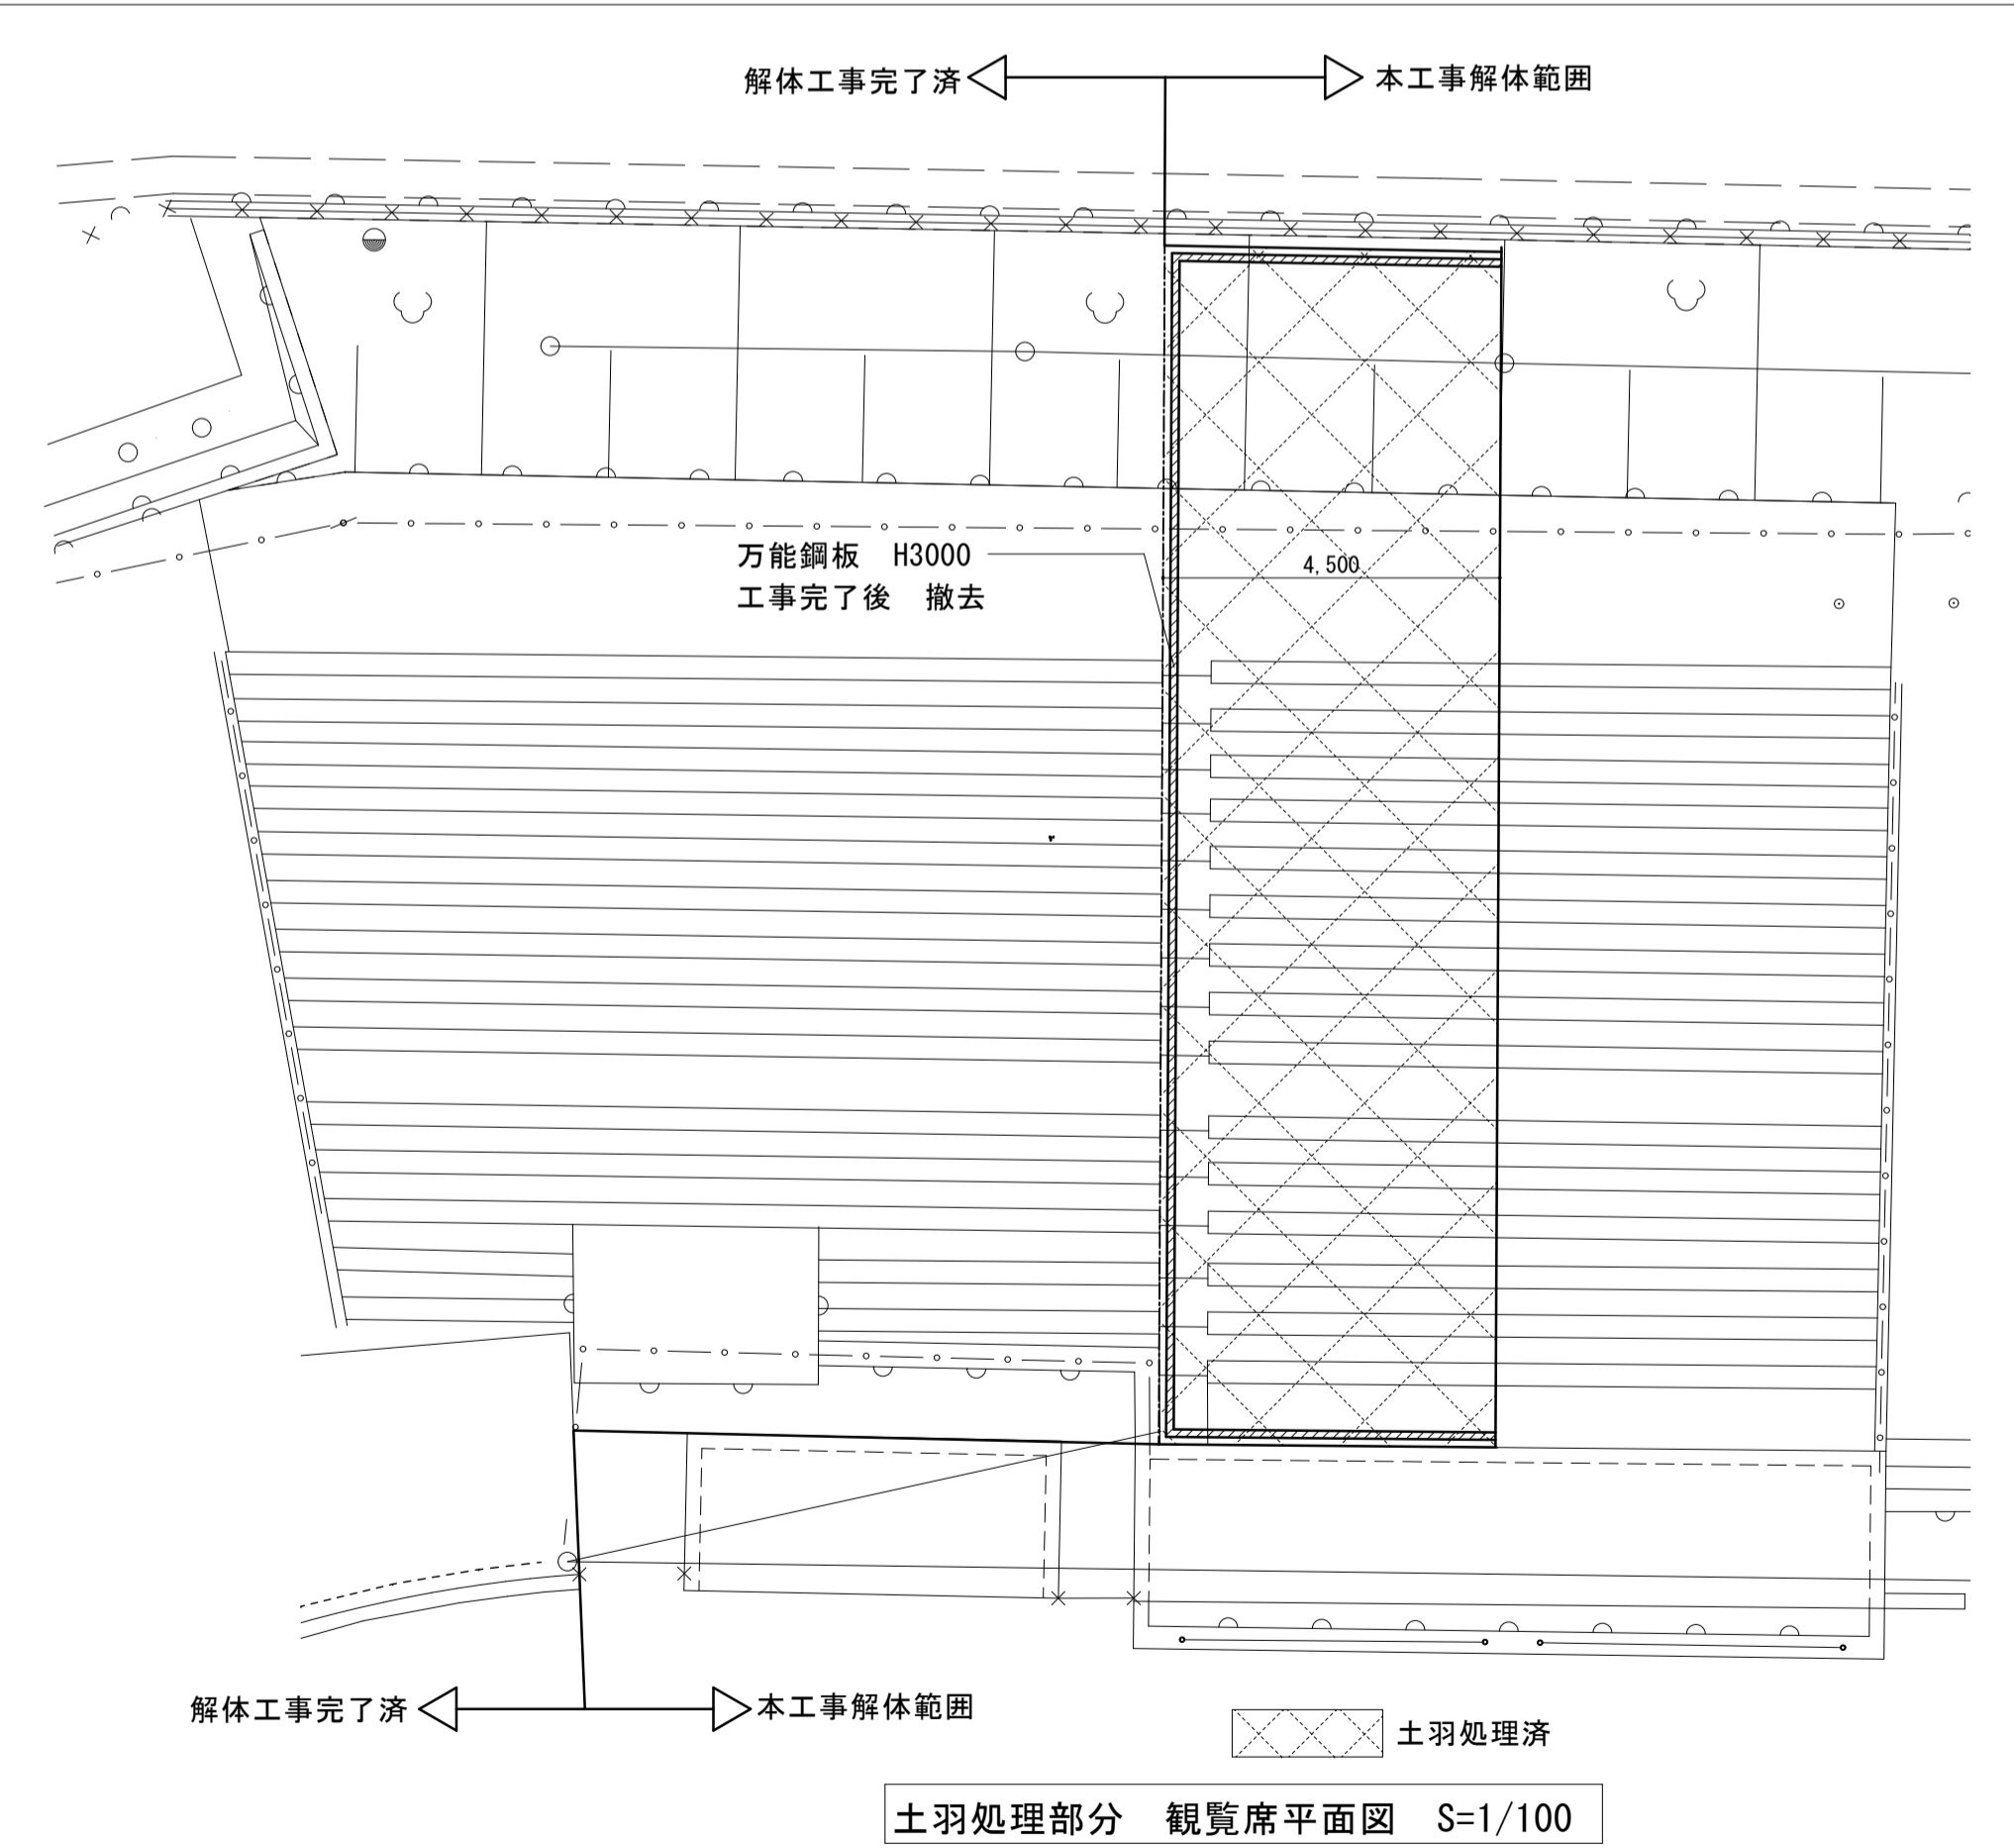 解体工事完了済
本工事解体範囲
万能鋼板　H3000
工事完了後　撤去
4,500
解体工事完了済
本工事解体範囲
土羽処理済
土羽処理部分　観覧席平面図　S=1/100